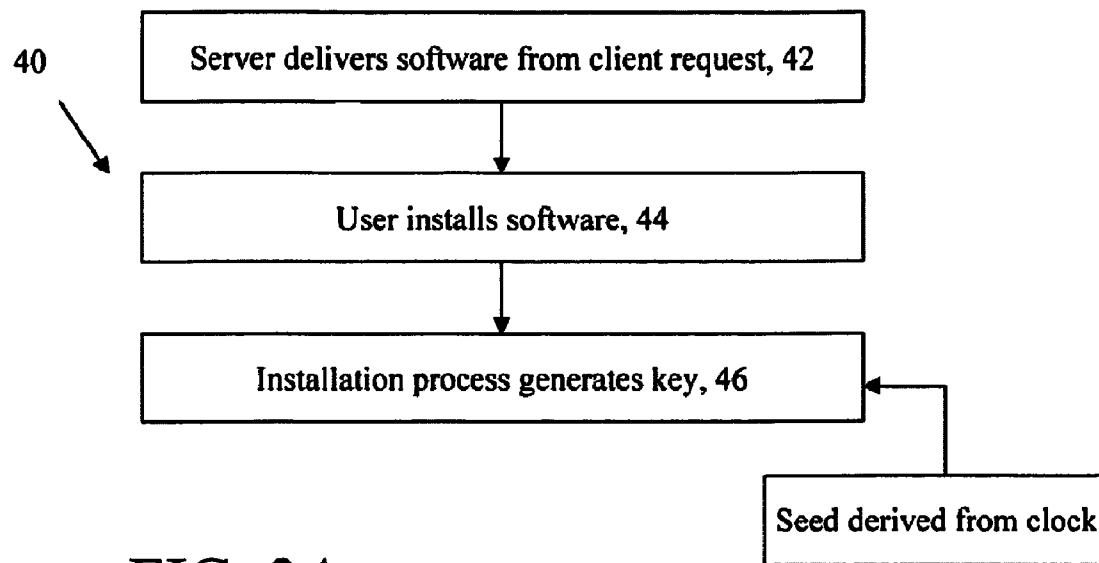 40
Server delivers software from client request, 42
User installs software, 44
Installation process generates key, 46
Seed derived from clock